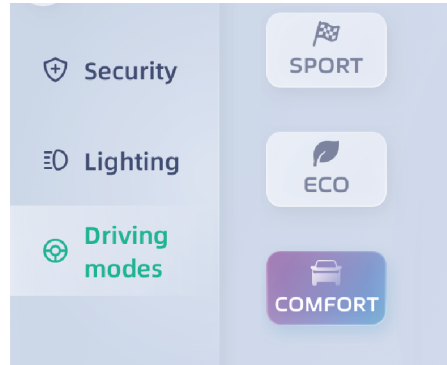 Security
Lighting
Driving
modes
SPORT
ECO
COMFORT